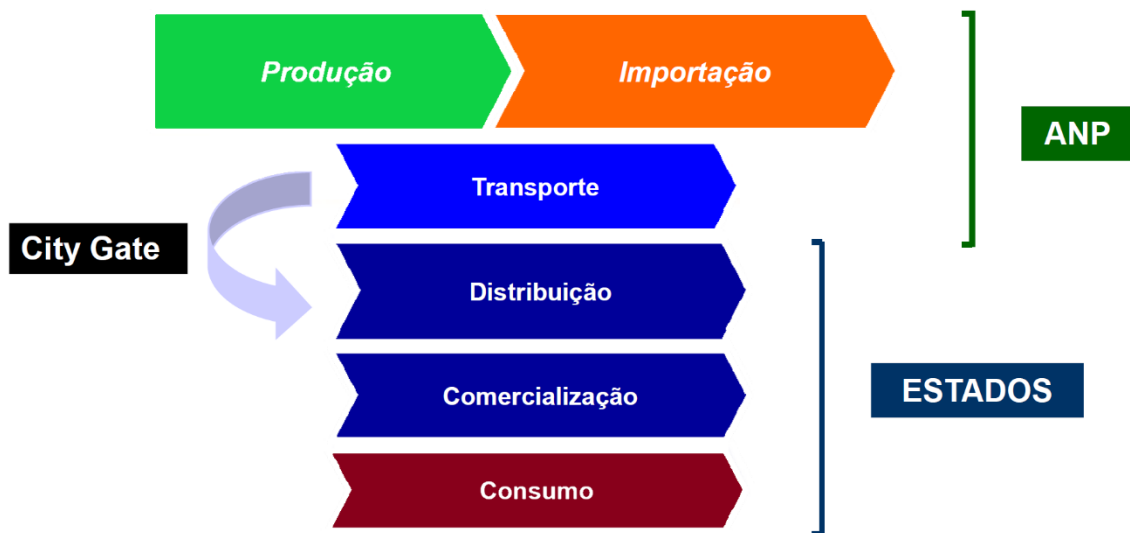 Produção
Importação
ANP
Transporte
City Gate
Distribuição
Comercialização
ESTADOS
Consumo